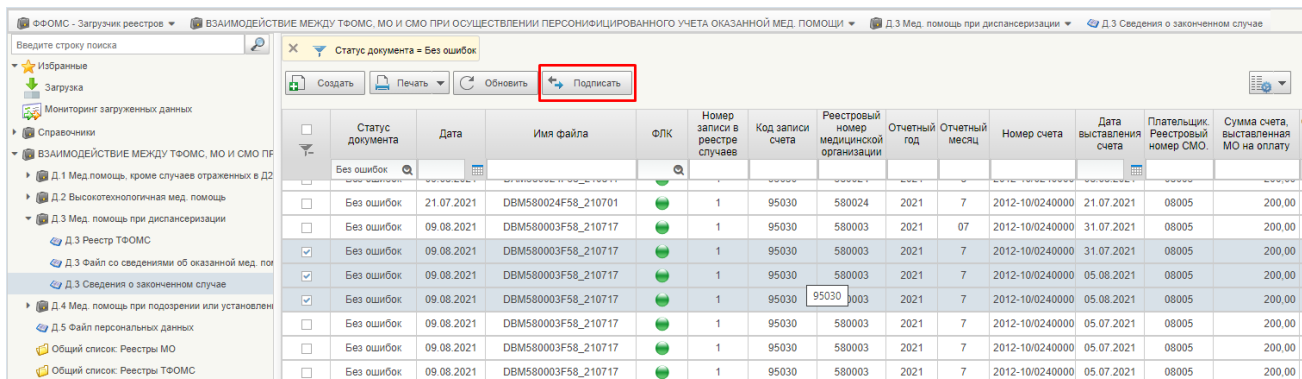 ФФОМС - Загрузчик реестров ВЗАИМОДЕЙСТВИЕ МЕЖДУ ТФОМС, МО И СМО ПРИ ОСУЩЕСТВЛЕНИИ ПЕРСОНИФИЦИРОВАННОГО УЧЕТА ОКАЗАННОЙ МЕД. ПОМОЩИ Д.3 Мед. помощь при диспансеризации Д.3 Сведения о законченном случае
Введите строку поиска
Избранные
Загрузка
Мониторинг загруженных данных
Справочники
ВЗАИМОДЕЙСТВИЕ МЕЖДУ ТФОМС, МО И СМО ПР
Д.1 Мед.помощь, кроме случаев отраженных в Д2
Д.2 Высокотехнологичная мед. помощь
Д.3 Мед. помощь при диспансеризации
Д.3 Реестр ТФОМС
Д.3 Файл со сведениями об оказанной мед. пом
Д.3 Сведения о законченном случае
Д.4 Мед. помощь при подозрении или установлен
Д.5 Файл персональных данных
Общий список: Реестры МО
Общий список: Реестры ТФОМС
Статус документа = Без ошибок
Создать Печать Обновить Подписать
Статус документа Дата Имя файла ФЛК Номер записи в реестре случаев Код записи счета Реестровый номер медицинской организации Отчетный год Отчетный месяц Номер счета Дата выставления счета Плательщик. Реестровый номер СМО. Сумма счета, выставленная МО на оплату
Без ошибок
Без ошибок 21.07.2021 DBM580024F58_210701 1 95030 580024 2021 7 2012-10/0240000 21.07.2021 08005 200,00
Без ошибок 09.08.2021 DBM580003F58_210717 1 95030 580003 2021 07 2012-10/0240000 31.07.2021 08005 200,00
Без ошибок 09.08.2021 DBM580003F58_210717 1 95030 580003 2021 7 2012-10/0240000 31.07.2021 08005 200,00
Без ошибок 09.08.2021 DBM580003F58_210717 1 95030 580003 2021 7 2012-10/0240000 05.08.2021 08005 200,00
Без ошибок 09.08.2021 DBM580003F58_210717 1 95030 95030 0003 2021 7 2012-10/0240000 05.08.2021 08005 200,00
Без ошибок 09.08.2021 DBM580003F58_210717 1 95030 580003 2021 7 2012-10/0240000 05.07.2021 08005 200,00
Без ошибок 09.08.2021 DBM580003F58_210717 1 95030 580003 2021 7 2012-10/0240000 05.07.2021 08005 200,00
Без ошибок 09.08.2021 DBM580003F58_210717 1 95030 580003 2021 7 2012-10/0240000 05.07.2021 08005 200,00